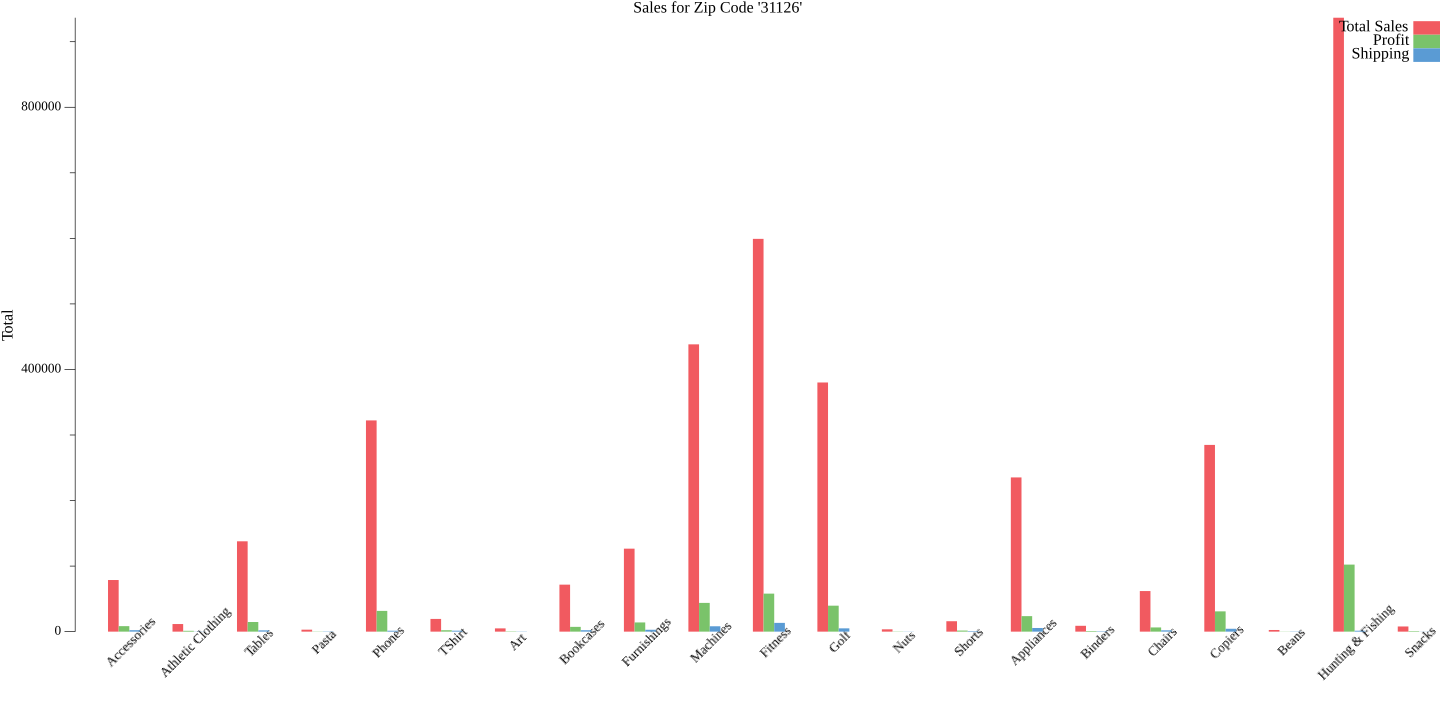 Sales for Zip Code '31126'
Total Sales
Profit
Shipping
800000
400000
0
Total
Accessories
Athletic Clothing
Tables
Pasta
Phones
TShirt
Art
Bookcases
Furnishings
Machines
Fitness
Golf
Nuts
Shorts
Appliances
Binders
Chairs
Copiers
Beans
Hunting & Fishing
Snacks